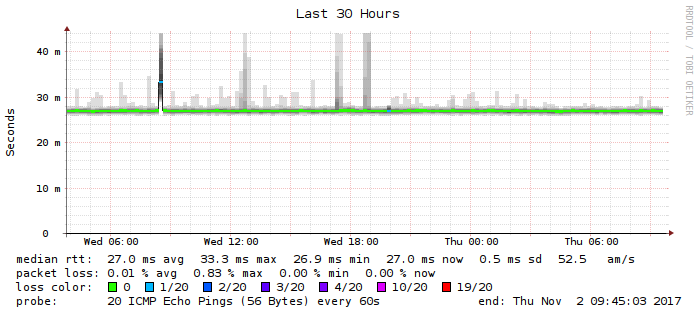 Last 30 Hours
RRDTOOL / TOBI OETIKER
Seconds
40 m
30 m
20 m
10 m
0
Wed 06:00 Wed 12:00 Wed 18:00 Thu 00:00 Thu 06:00
median rtt: 27.0 ms avg 33.3 ms max 26.9 ms min 27.0 ms now 0.5 ms sd 52.5 am/s
packet loss: 0.01 % avg 0.83 % max 0.00 % min 0.00 % now
loss color: 0 1/20 2/20 3/20 4/20 10/20 19/20
probe: 20 ICMP Echo Pings (56 Bytes) every 60s end: Thu Nov 2 09:45:03 2017